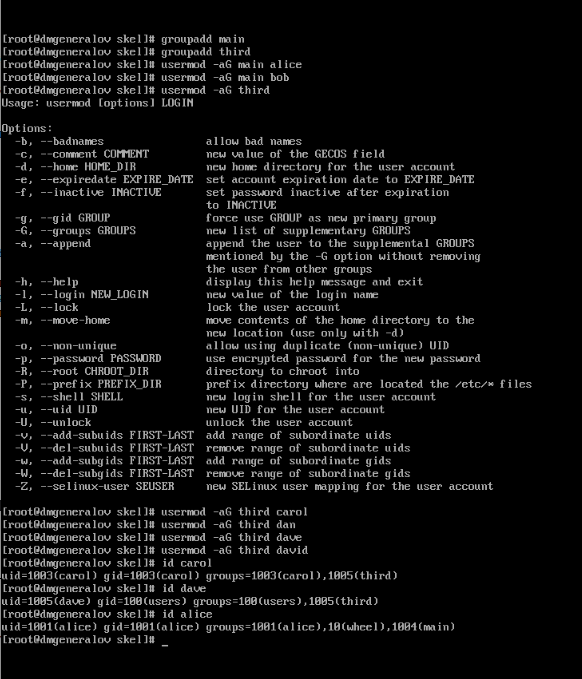 [root@dmgeneralov skel]# groupadd main
[root@dmgeneralov skel]# groupadd third
[root@dmgeneralov skel]# usermod -aG main alice
[root@dmgeneralov skel]# usermod -aG main bob
[root@dmgeneralov skel]# usermod -aG third
Usage: usermod [options] LOGIN

Options:
  -b, --badnames                allow bad names
  -c, --comment COMMENT         new value of the GECOS field
  -d, --home HOME_DIR           new home directory for the user account
  -e, --expiredate EXPIRE_DATE  set account expiration date to EXPIRE_DATE
  -f, --inactive INACTIVE       set password inactive after expiration
                                to INACTIVE
  -g, --gid GROUP               force use GROUP as new primary group
  -G, --groups GROUPS           new list of supplementary GROUPS
  -a, --append                  append the user to the supplemental GROUPS
                                mentioned by the -G option without removing
                                the user from other groups
  -h, --help                    display this help message and exit
  -l, --login NEW_LOGIN         new value of the login name
  -L, --lock                    lock the user account
  -m, --move-home               move contents of the home directory to the
                                new location (use only with -d)
  -o, --non-unique              allow using duplicate (non-unique) UID
  -p, --password PASSWORD       use encrypted password for the new password
  -R, --root CHROOT_DIR         directory to chroot into
  -P, --prefix PREFIX_DIR       prefix directory where are located the /etc/* files
  -s, --shell SHELL             new login shell for the user account
  -u, --uid UID                 new UID for the user account
  -U, --unlock                  unlock the user account
  -v, --add-subuids FIRST-LAST  add range of subordinate uids
  -V, --del-subuids FIRST-LAST  remove range of subordinate uids
  -w, --add-subgids FIRST-LAST  add range of subordinate gids
  -W, --del-subgids FIRST-LAST  remove range of subordinate gids
  -Z, --selinux-user SEUSER     new SELinux user mapping for the user account

[root@dmgeneralov skel]# usermod -aG third carol
[root@dmgeneralov skel]# usermod -aG third dan
[root@dmgeneralov skel]# usermod -aG third dave
[root@dmgeneralov skel]# usermod -aG third david
[root@dmgeneralov skel]# id carol
uid=1003(carol) gid=1003(carol) groups=1003(carol),1005(third)
[root@dmgeneralov skel]# id dave
uid=1005(dave) gid=100(users) groups=100(users),1005(third)
[root@dmgeneralov skel]# id alice
uid=1001(alice) gid=1001(alice) groups=1001(alice),10(wheel),1004(main)
[root@dmgeneralov skel]# _